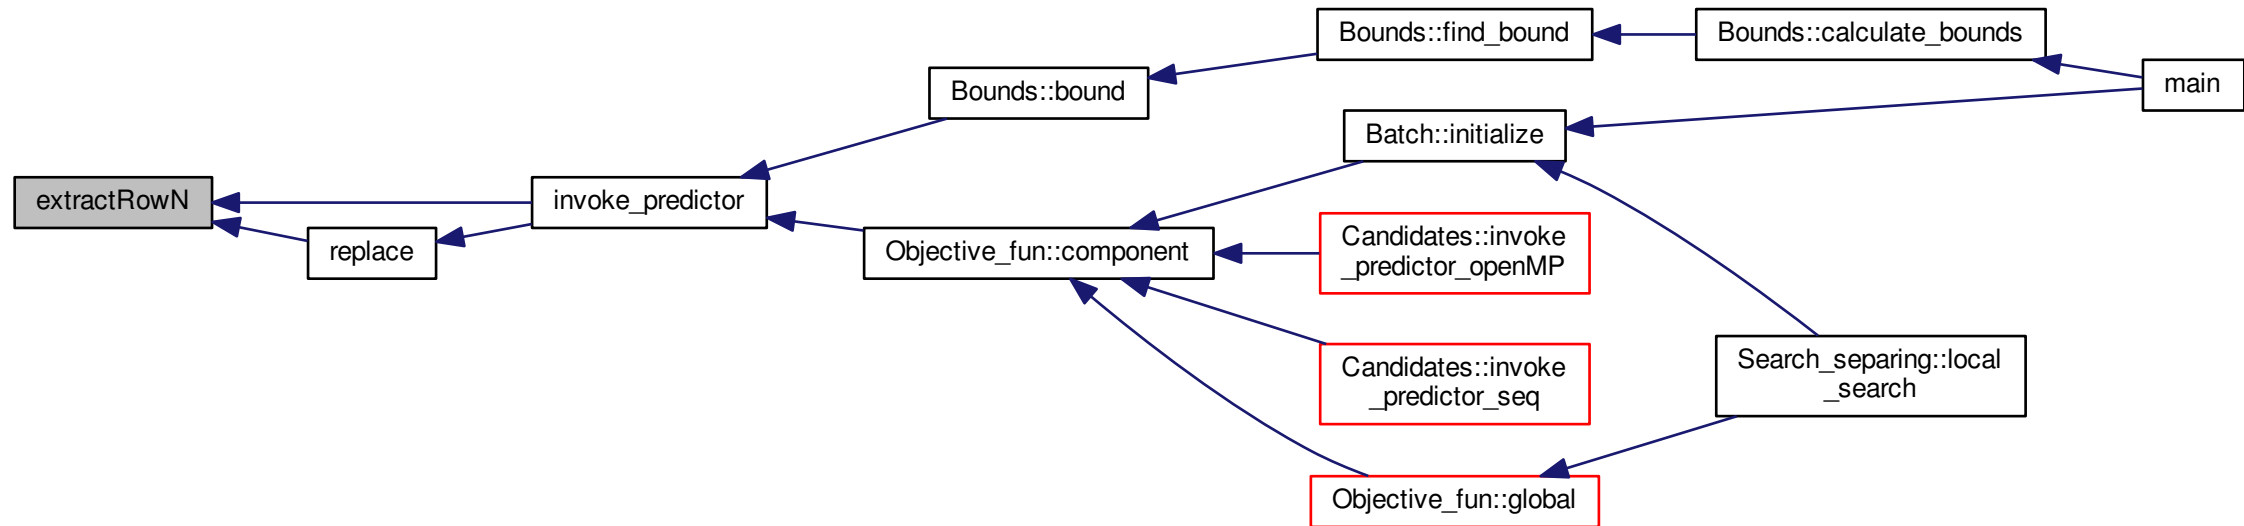 extractRowN
replace
invoke_predictor
Bounds::bound
Objective_fun::component
Bounds::find_bound
Batch::initialize
Candidates::invoke
_predictor_openMP
Candidates::invoke
_predictor_seq
Objective_fun::global
Bounds::calculate_bounds
Search_separing::local
_search
main